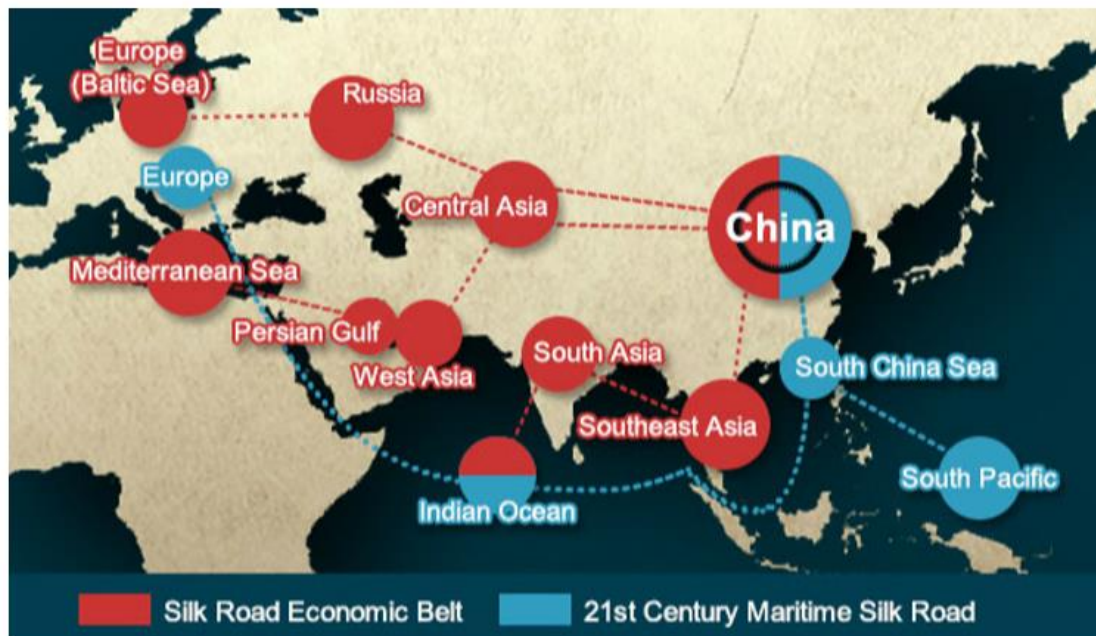 Europe
(Baltic Sea)
Russia
Europe
Central Asia
China
Mediterranean Sea
Persian Gulf
West Asia
South Asia
South China Sea
Southeast Asia
South Pacific
Indian Ocean
Silk Road Economic Belt
21st Century Maritime Silk Road